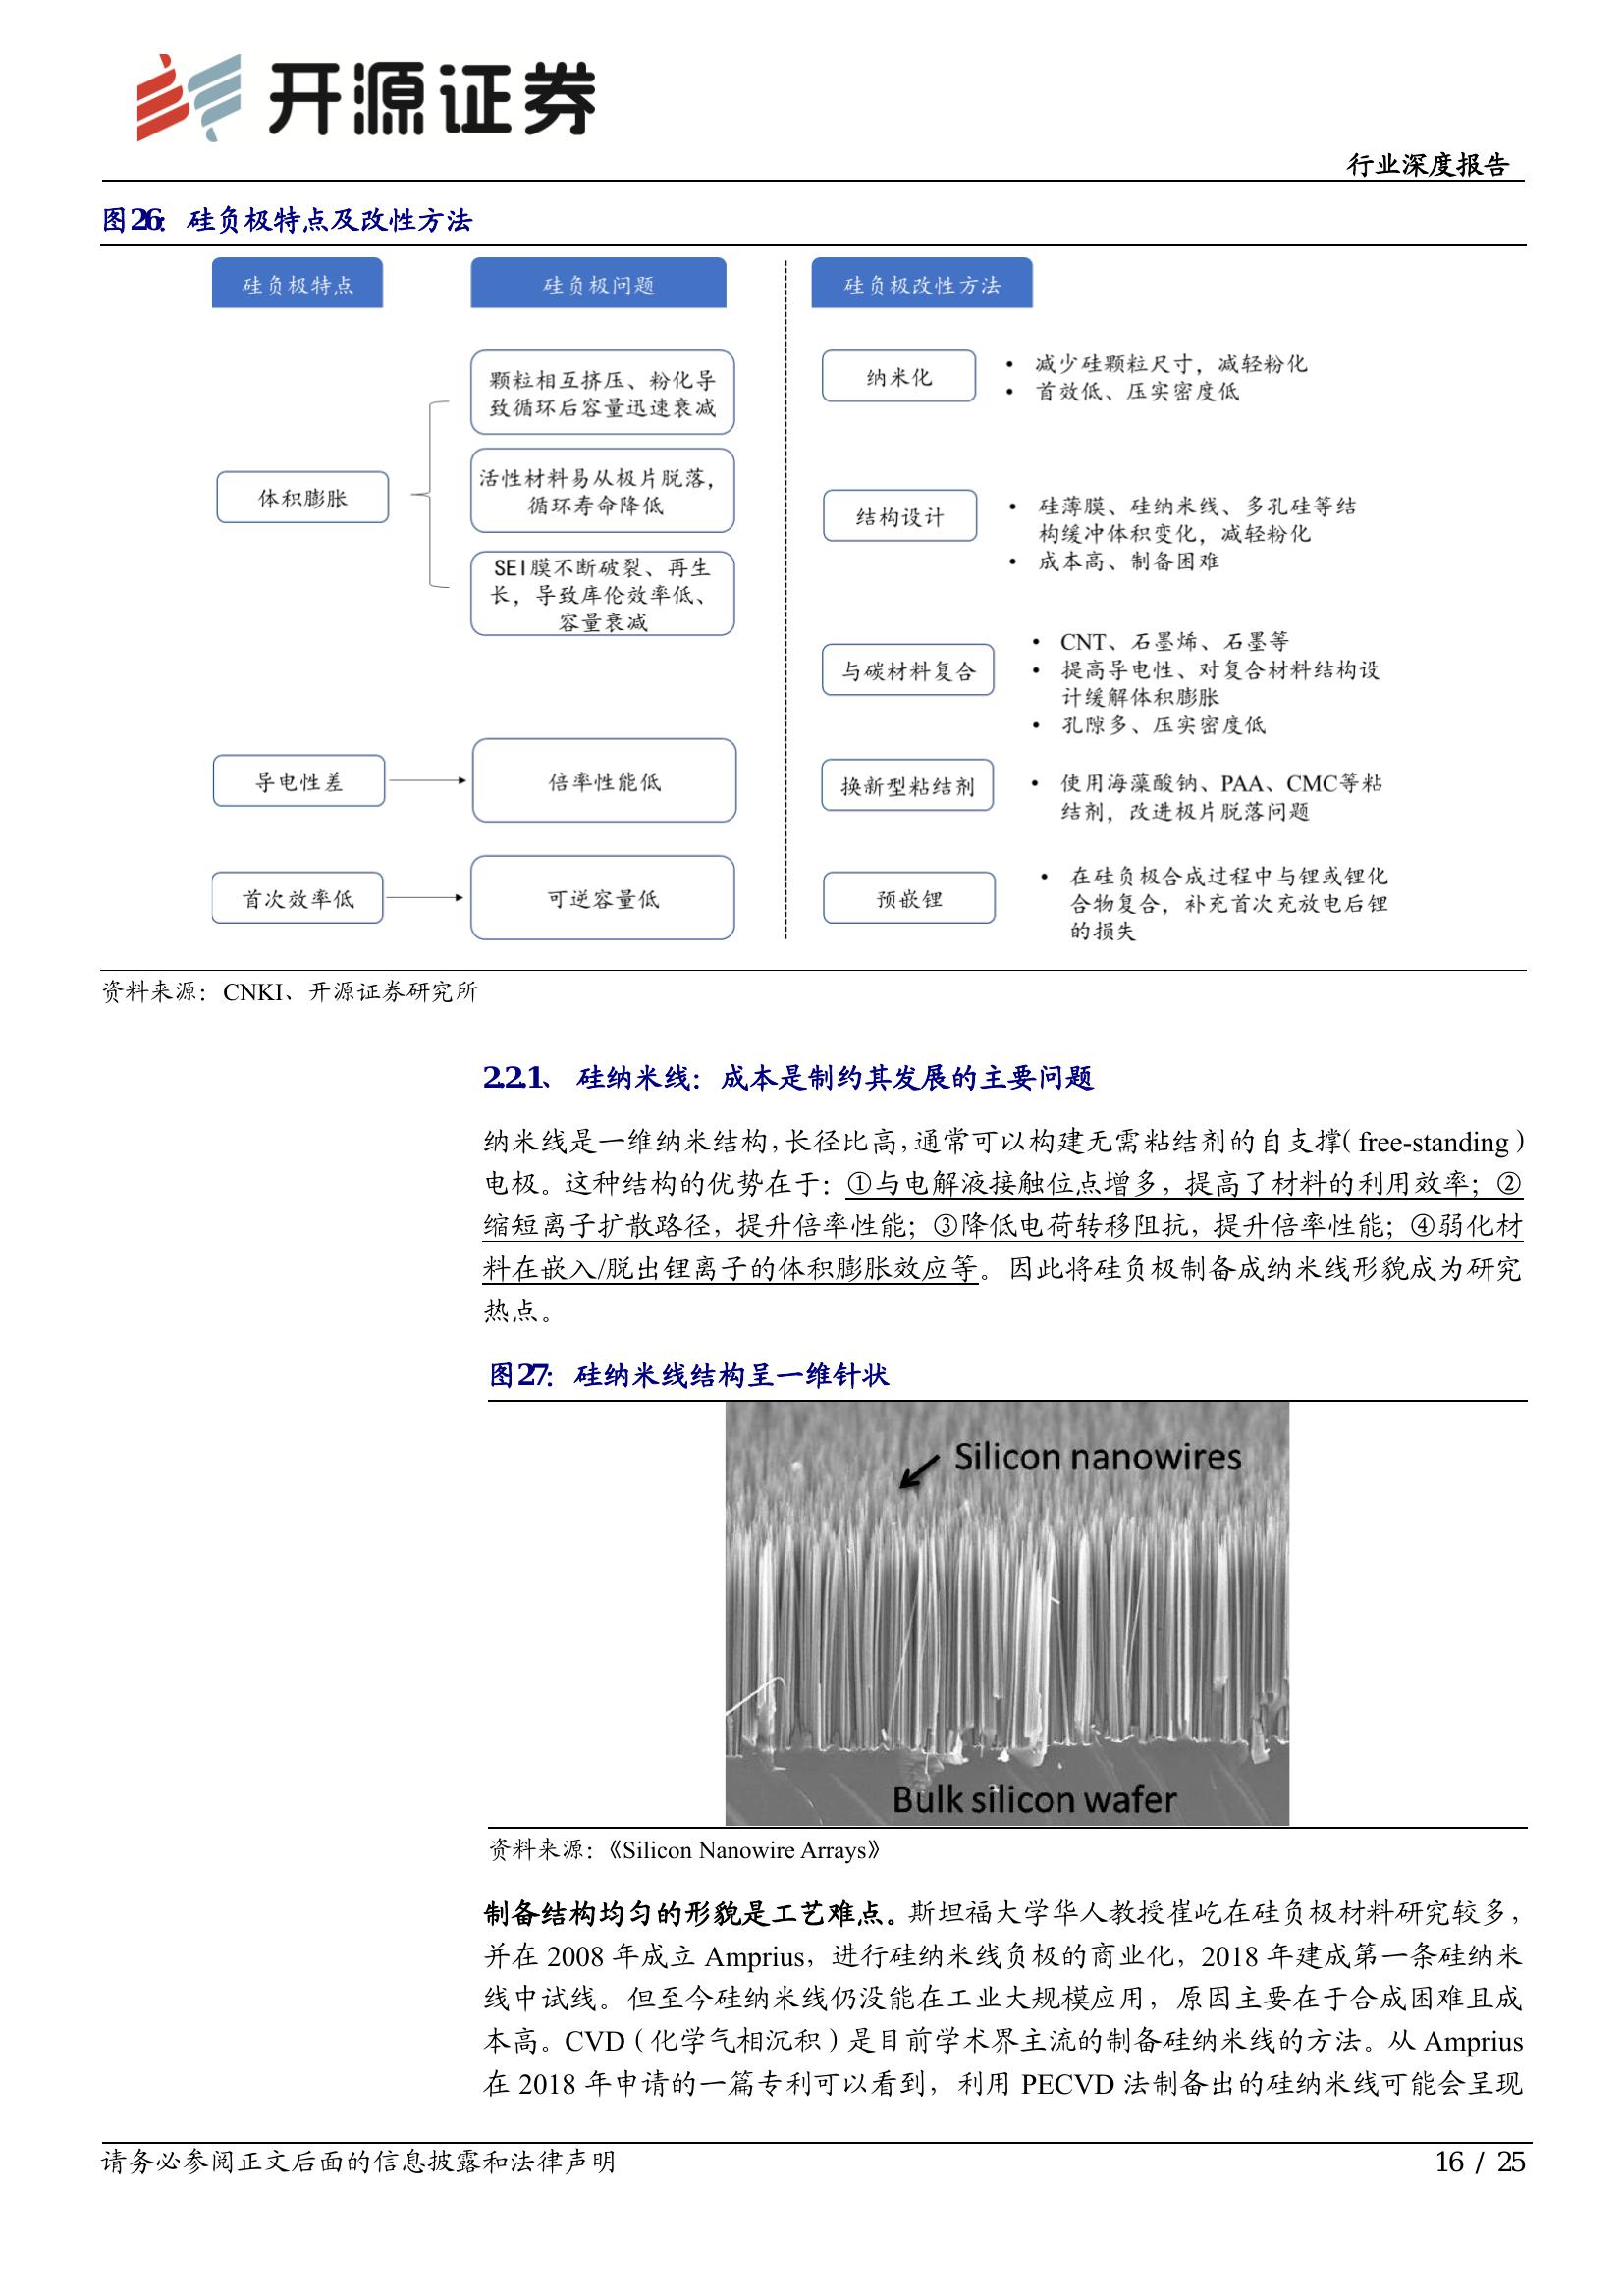 开源证券
行业深度报告
图26：硅负极特点及改性方法
硅负极特点
硅负极问题
硅负极改性方法
体积膨胀
颗粒相互挤压、粉化导
致循环后容量迅速衰减
活性材料易从极片脱落，
循环寿命降低
SEI膜不断破裂、再生
长，导致库伦效率低、
容量衰减
导电性差
倍率性能低
首次效率低
可逆容量低
纳米化
• 减少硅颗粒尺寸，减轻粉化
• 首效低、压实密度低
结构设计
• 硅薄膜、硅纳米线、多孔硅等结
构缓冲体积变化，减轻粉化
• 成本高、制备困难
与碳材料复合
• CNT、石墨烯、石墨等
• 提高导电性、对复合材料结构设
计缓解体积膨胀
• 孔隙多、压实密度低
换新型粘结剂
• 使用海藻酸钠、PAA、CMC等粘
结剂，改进极片脱落问题
预嵌锂
• 在硅负极合成过程中与锂或锂化
合物复合，补充首次充放电后锂
的损失
资料来源：CNKI、开源证券研究所
2.2.1、 硅纳米线：成本是制约其发展的主要问题
纳米线是一维纳米结构，长径比高，通常可以构建无需粘结剂的自支撑（free-standing）
电极。这种结构的优势在于：①与电解液接触位点增多，提高了材料的利用效率；②
缩短离子扩散路径，提升倍率性能；③降低电荷转移阻抗，提升倍率性能；④弱化材
料在嵌入/脱出锂离子的体积膨胀效应等。因此将硅负极制备成纳米线形貌成为研究
热点。
图27：硅纳米线结构呈一维针状
Silicon nanowires
Bulk silicon wafer
资料来源：《Silicon Nanowire Arrays》
制备结构均匀的形貌是工艺难点。斯坦福大学华人教授崔屹在硅负极材料研究较多，
并在 2008 年成立 Amprius，进行硅纳米线负极的商业化，2018 年建成第一条硅纳米
线中试线。但至今硅纳米线仍没能在工业大规模应用，原因主要在于合成困难且成
本高。CVD（化学气相沉积）是目前学术界主流的制备硅纳米线的方法。从 Amprius
在 2018 年申请的一篇专利可以看到，利用 PECVD 法制备出的硅纳米线可能会呈现
请务必参阅正文后面的信息披露和法律声明
16 / 25